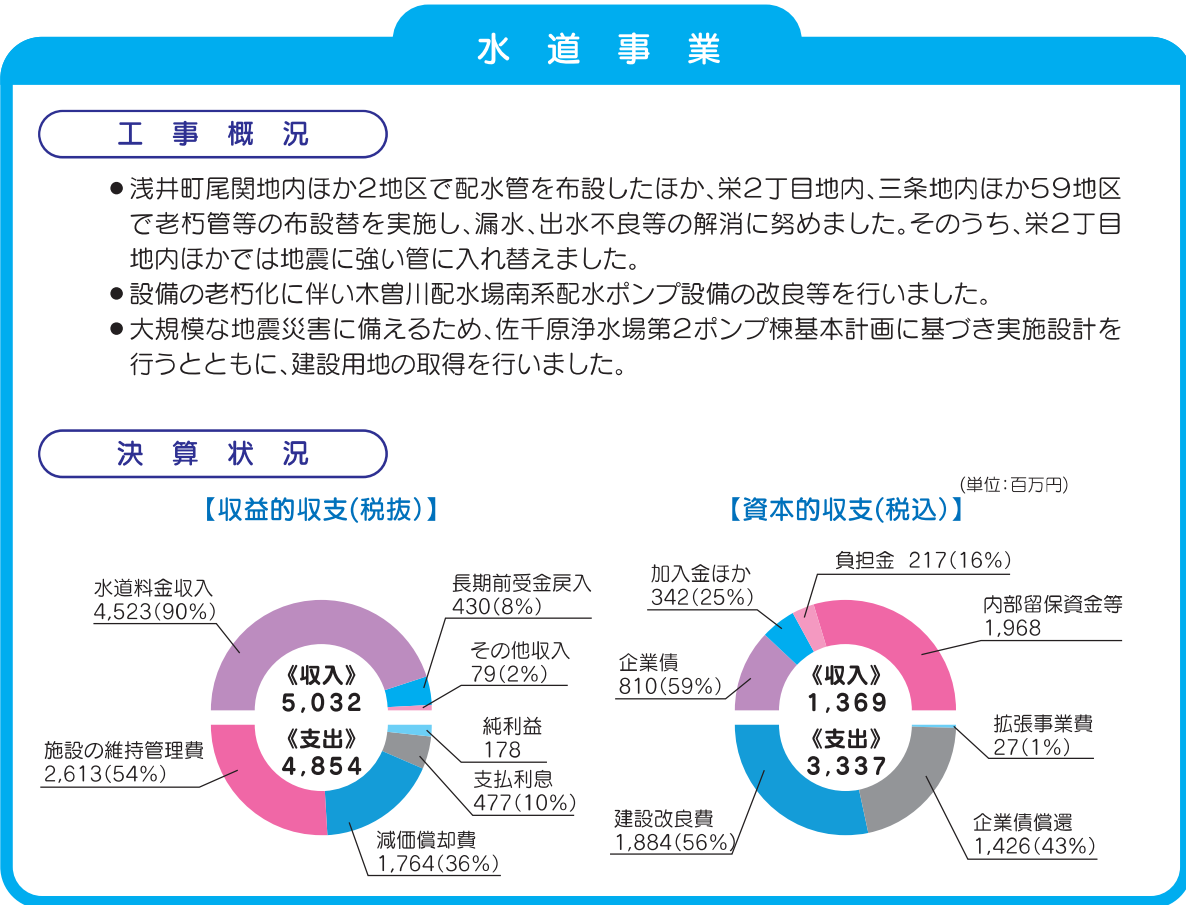 水道事業
工事概況
●浅井町尾関地内ほか2地区で配水管を布設したほか、栄2丁目地内、三条地内ほか59地区
で老朽管等の布設替を実施し、漏水、出水不良等の解消に努めました。そのうち、栄2丁目
地内ほかでは地震に強い管に入れ替えました。
●設備の老朽化に伴い木曽川配水場南系配水ポンプ設備の改良等を行いました。
●大規模な地震災害に備えるため、佐千原浄水場第2ポンプ棟基本計画に基づき実施設計を
行うとともに、建設用地の取得を行いました。
決算状況
(単位:百万円)
【収益的収支(税抜)】
水道料金収入
4,523(90%)
長期前受金戻入
430(8%)
その他収入
79(2%)
《収入》
5,032
《支出》
4,854
純利益
178
支払利息
477(10%)
施設の維持管理費
2,613(54%)
減価償却費
1,764(36%)
【資本的収支(税込)】
負担金 217(16%)
加入金ほか
342(25%)
内部留保資金等
1,968
企業債
810(59%)
《収入》
1,369
《支出》
3,337
拡張事業費
27(1%)
建設改良費
1,884(56%)
企業債償還
1,426(43%)